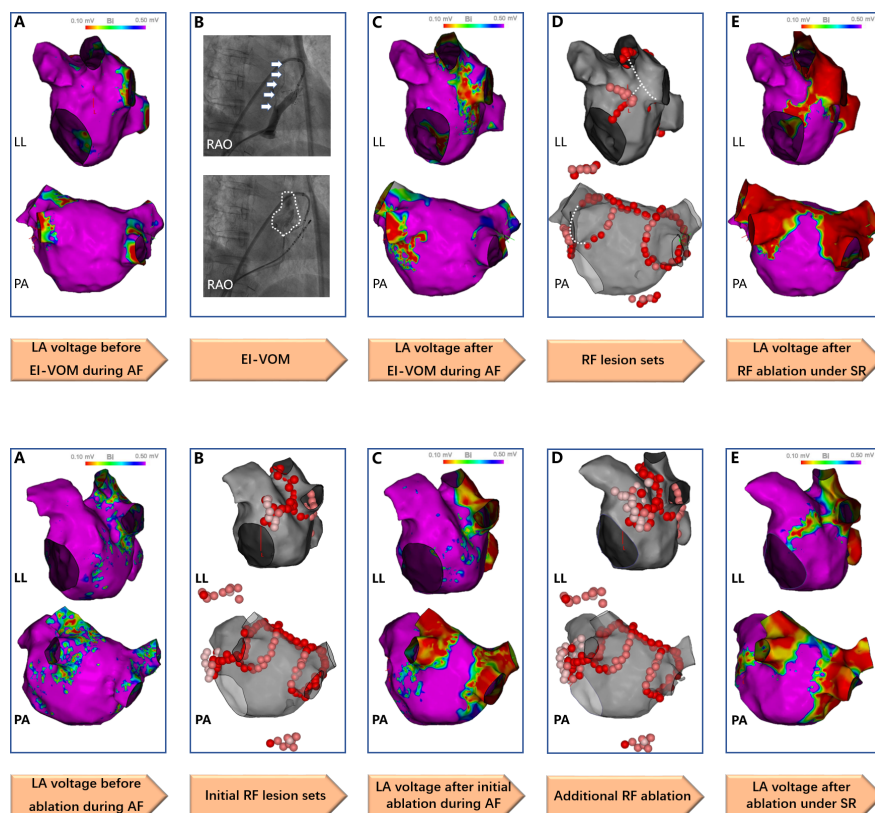 A
0.10 mV Bi 0.50 mV
LL
PA
B
RAO
RAO
C
0.10 mV Bi 0.50 mV
LL
PA
D
LL
PA
E
0.10 mV Bi 0.50 mV
LL
PA
LA voltage before
EI-VOM during AF
EI-VOM
LA voltage after
EI-VOM during AF
RF lesion sets
LA voltage after
RF ablation under SR
A
0.10 mV Bi 0.50 mV
LL
PA
B
LL
PA
C
0.10 mV Bi 0.50 mV
LL
PA
D
LL
PA
E
0.10 mV Bi 0.50 mV
LL
PA
LA voltage before
ablation during AF
Initial RF lesion sets
LA voltage after initial
ablation during AF
Additional RF ablation
LA voltage after
ablation under SR